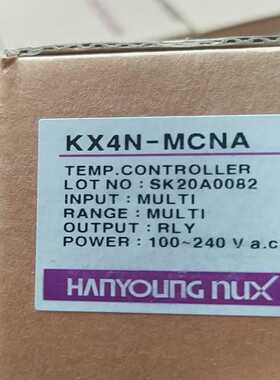 KX4N-MCNA
TEMP.CONTROLLER
LOT NO : SK20A0082
INPUT : MULTI
RANGE : MULTI
OUTPUT : RLY
POWER : 100~240 V a.c
HANYOUNG nux